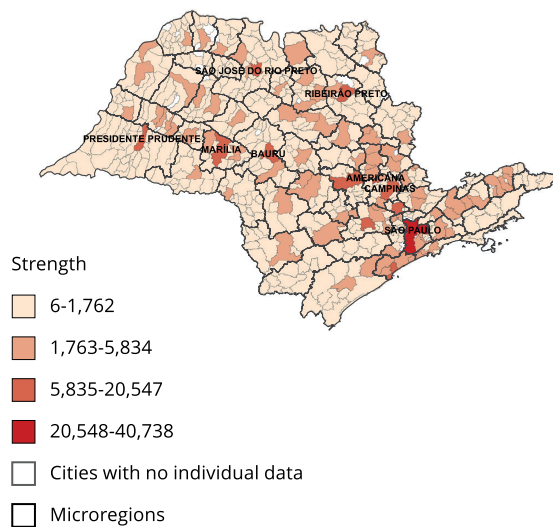 SÃO JOSÉ DO RIO PRETO
RIBEIRÃO PRETO
PRESIDENTE PRUDENTE
MARÍLIA
BAURU
AMERICANA
CAMPINAS
SÃO PAULO
Strength
6-1,762
1,763-5,834
5,835-20,547
20,548-40,738
Cities with no individual data
Microregions